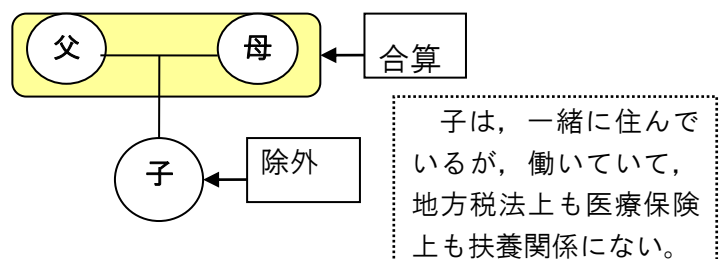 父
母
合算
子
除外
子は，一緒に住んで
いるが，働いていて，
地方税法上も医療保険
上も扶養関係にない。